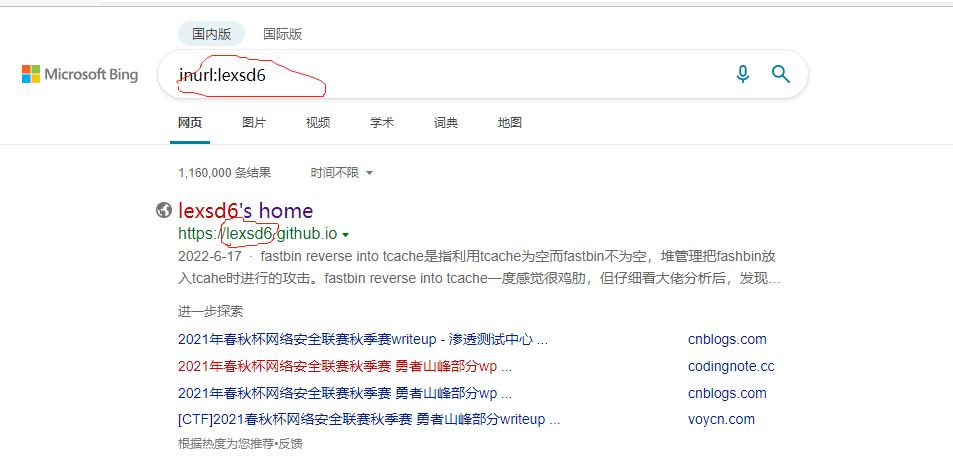 国内版 国际版
Microsoft Bing
inurl:lexsd6
网页 图片 视频 学术 词典 地图
1,160,000 条结果 时间不限
lexsd6's home
https://lexsd6.github.io
2022-6-17 · fastbin reverse into tcache是指利用tcache为空而fastbin不为空，堆管理把fashbin放
入tcahe时进行的攻击。fastbin reverse into tcache一度感觉很鸡肋，但仔细看大佬分析后，发现…
进一步探索
2021年春秋杯网络安全联赛秋季赛writeup - 渗透测试中心 ... cnblogs.com
2021年春秋杯网络安全联赛秋季赛 勇者山峰部分wp ... codingnote.cc
2021年春秋杯网络安全联赛秋季赛 勇者山峰部分wp ... cnblogs.com
[CTF]2021春秋杯网络安全联赛秋季赛 勇者山峰部分writeup ... voycn.com
根据热度为您推荐•反馈